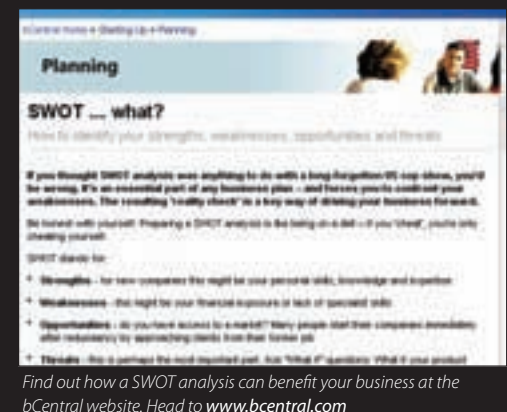 bCentral Home > Starting Up > Planning
Planning
SWOT .... what?
How to identify your strengths, weaknesses, opportunities and threats
If you thought SWOT analysis was anything to do with a long-forgotten US cop show, you'd
be wrong. It's an essential part of any business plan - and forces you to confront your
weaknesses. The resulting 'reality check' is a key way of driving your business forward.
Be honest with yourself. Preparing a SWOT analysis is like being on a diet - if you 'cheat', you're only
cheating yourself.
SWOT stands for:
* Strengths - for new companies this might be your personal skills, knowledge and expertise
* Weaknesses - this might be your financial exposure or lack of specialist skills
* Opportunities - do you have access to a market? Many people start their companies immediately
after redundancy by approaching clients from their former job
* Threats - this is perhaps the most important part. Ask "What if" questions. What if your product
Find out how a SWOT analysis can benefit your business at the
bCentral website. Head to www.bcentral.com